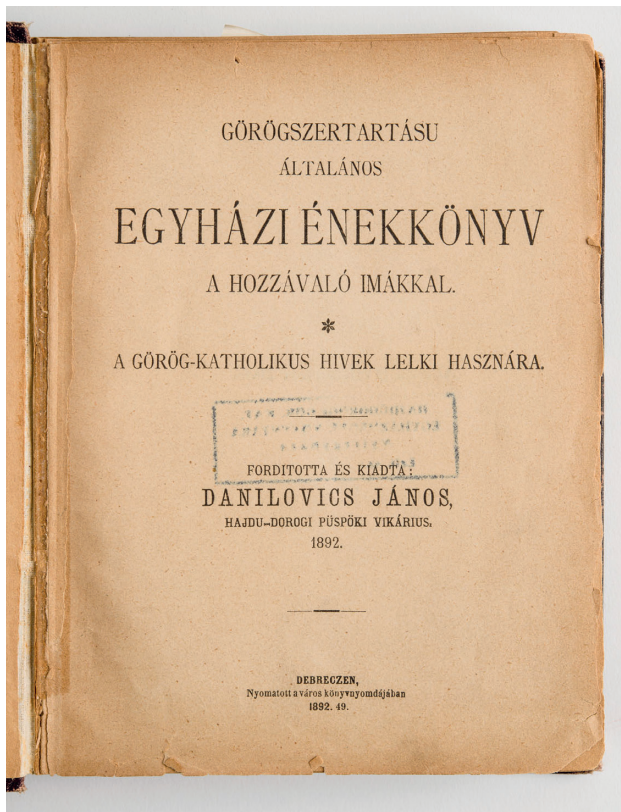 GÖRÖGSZERTARTÁSU
ÁLTALÁNOS
EGYHÁZI ÉNEKKÖNYV
A HOZZÁVALÓ IMÁKKAL.
A GÖRÖG-KATHOLIKUS HIVEK LELKI HASZNÁRA.
FORDITOTTA ÉS KIADTA:
DANILOVICS JÁNOS,
HAJDU-DOROGI PÜSPÖKI VIKÁRIUS.
1892.
DEBRECZEN,
Nyomatott a város könyvnyomdájában
1892. 49.